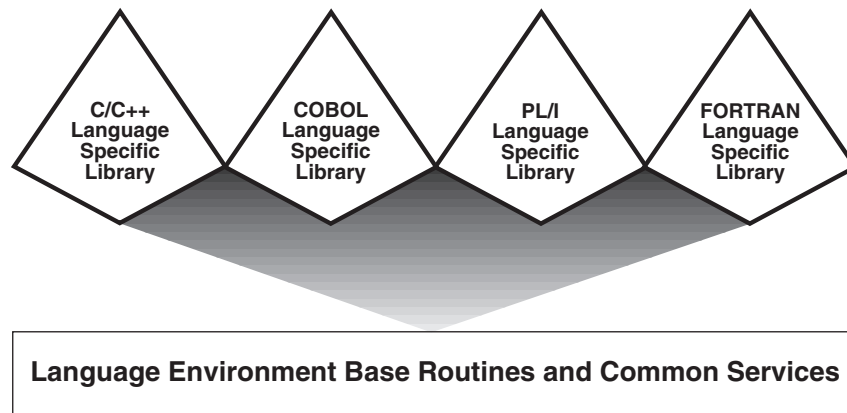 C/C++
Language
Specific
Library
COBOL
Language
Specific
Library
PL/I
Language
Specific
Library
FORTRAN
Language
Specific
Library
Language Environment Base Routines and Common Services